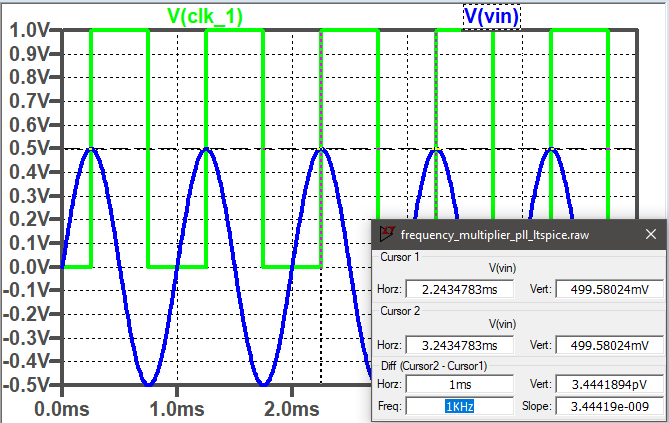 V(clk_1) V(vin)
1.0V
0.9V
0.8V
0.7V
0.6V
0.5V
0.4V
0.3V
0.2V
0.1V
0.0V
-0.1V
-0.2V
-0.3V
-0.4V
-0.5V
0.0ms 1.0ms 2.0ms
frequency_multiplier_pll_ltspice.raw
Cursor 1
V(vin)
Horz: 2.2434783ms Vert: 499.58024mV
Cursor 2
V(vin)
Horz: 3.2434783ms Vert: 499.58024mV
Diff (Cursor2 - Cursor1)
Horz: 1ms Vert: 3.4441894pV
Freq: 1KHz Slope: 3.44419e-009